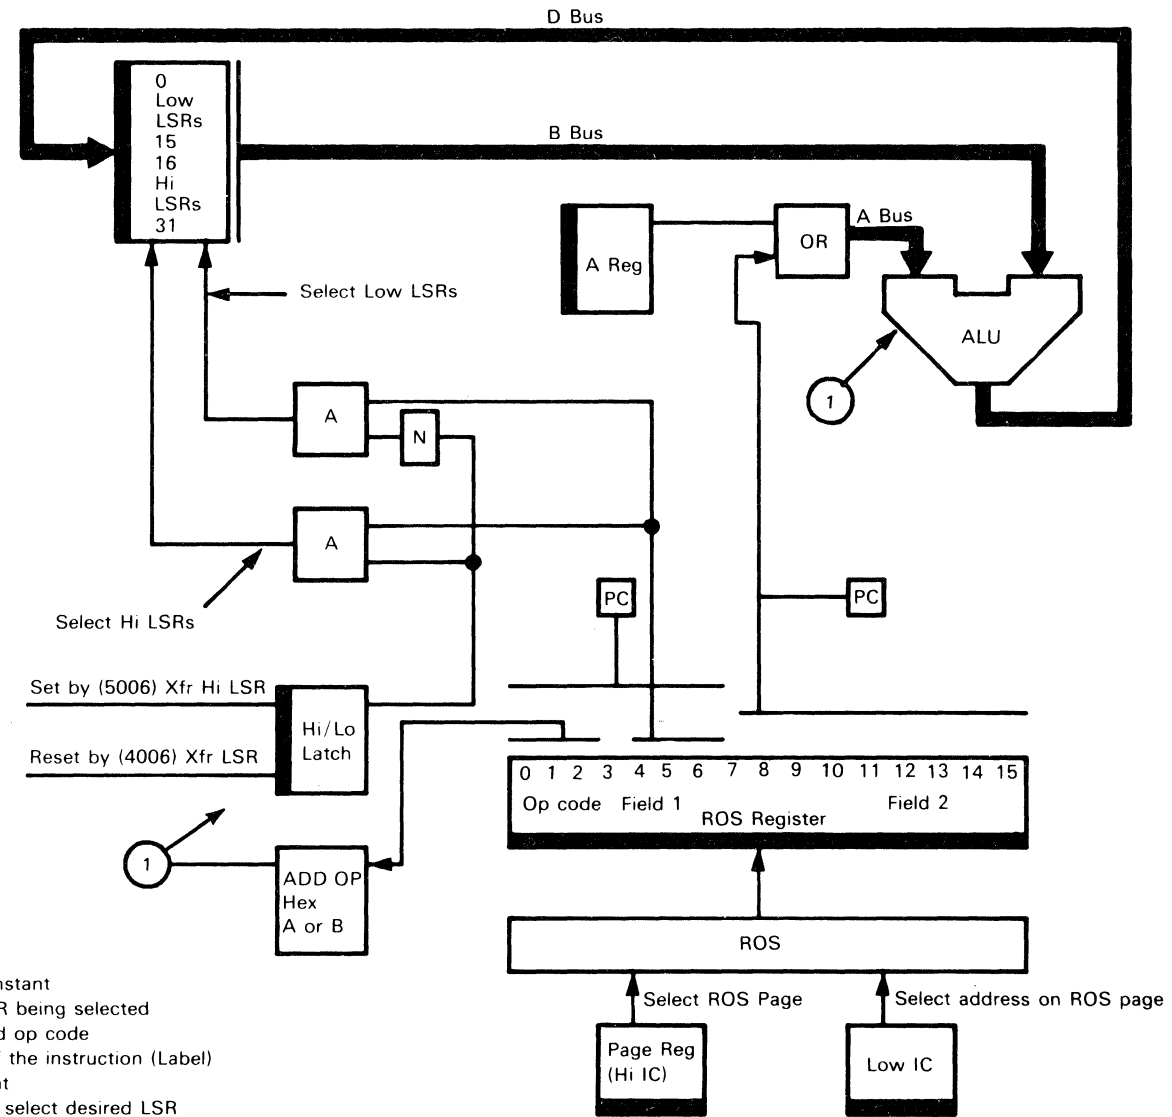 D Bus
0
Low
LSRs
15
16
Hi
LSRs
31
B Bus
A Reg
OR
A Bus
ALU
1
Select Low LSRs
A
N
A
Select Hi LSRs
PC
PC
Set by (5006) Xfr Hi LSR
Reset by (4006) Xfr LSR
Hi/Lo
Latch
0 1 2 3 4 5 6 7 8 9 10 11 12 13 14 15
Op code Field 1 Field 2
ROS Register
1
ADD OP
Hex
A or B
ROS
Select ROS Page
Select address on ROS page
Page Reg
(Hi IC)
Low IC
nstant
R being selected
d op code
the instruction (Label)
t
select desired LSR